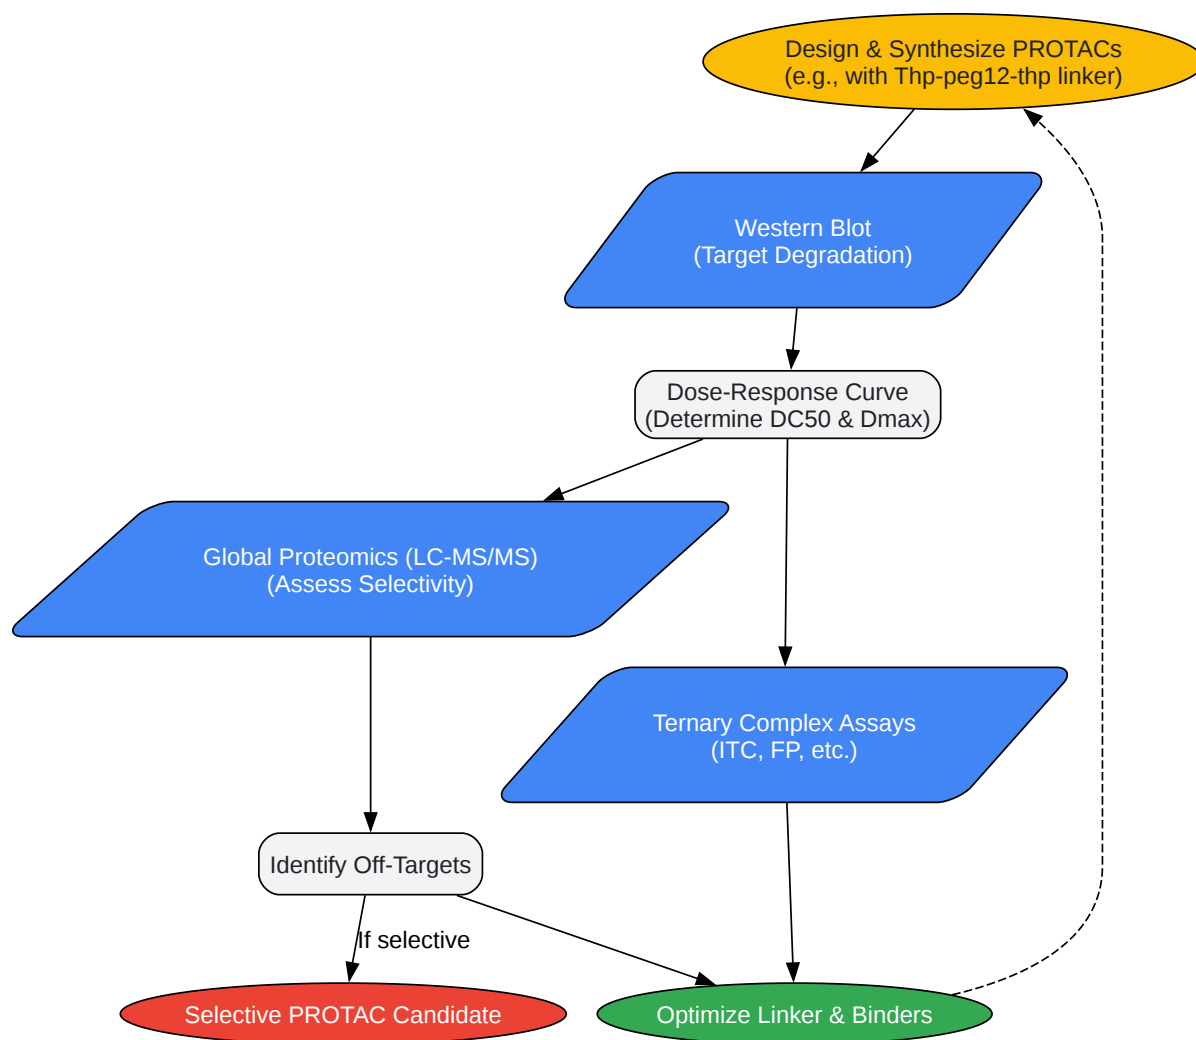 Design & Synthesize PROTACs
(e.g., with Thp-peg12-thp linker)
Western Blot
(Target Degradation)
Dose-Response Curve
(Determine DC50 & Dmax)
Global Proteomics (LC-MS/MS)
(Assess Selectivity)
Ternary Complex Assays
(ITC, FP, etc.)
Identify Off-Targets
If selective
Selective PROTAC Candidate
Optimize Linker & Binders